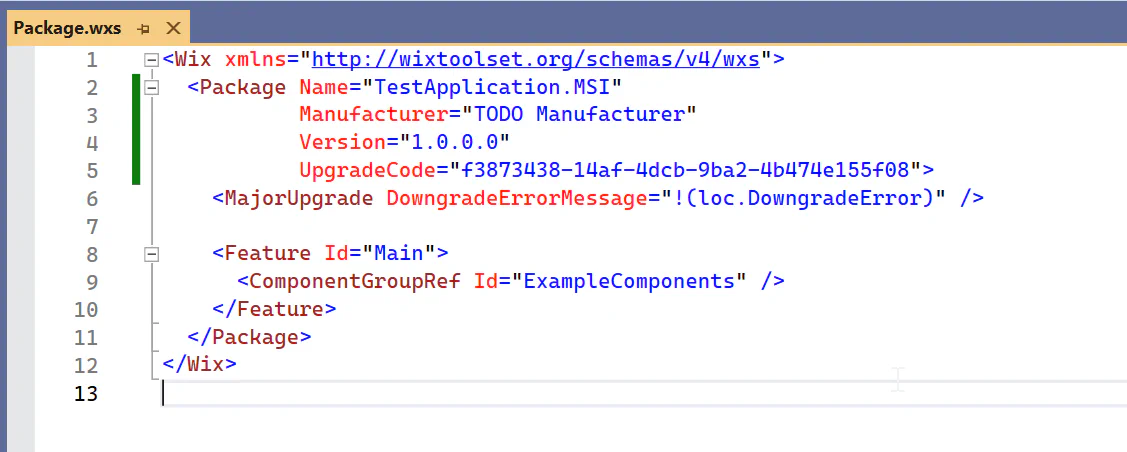 Package.wxs
1 <Wix xmlns="http://wixtoolset.org/schemas/v4/wxs">
2 <Package Name="TestApplication.MSI"
3 Manufacturer="TODO Manufacturer"
4 Version="1.0.0.0"
5 UpgradeCode="f3873438-14af-4dcb-9ba2-4b474e155f08">
6 <MajorUpgrade DowngradeErrorMessage="!(loc.DowngradeError)" />
7
8 <Feature Id="Main">
9 <ComponentGroupRef Id="ExampleComponents" />
10 </Feature>
11 </Package>
12 </Wix>
13